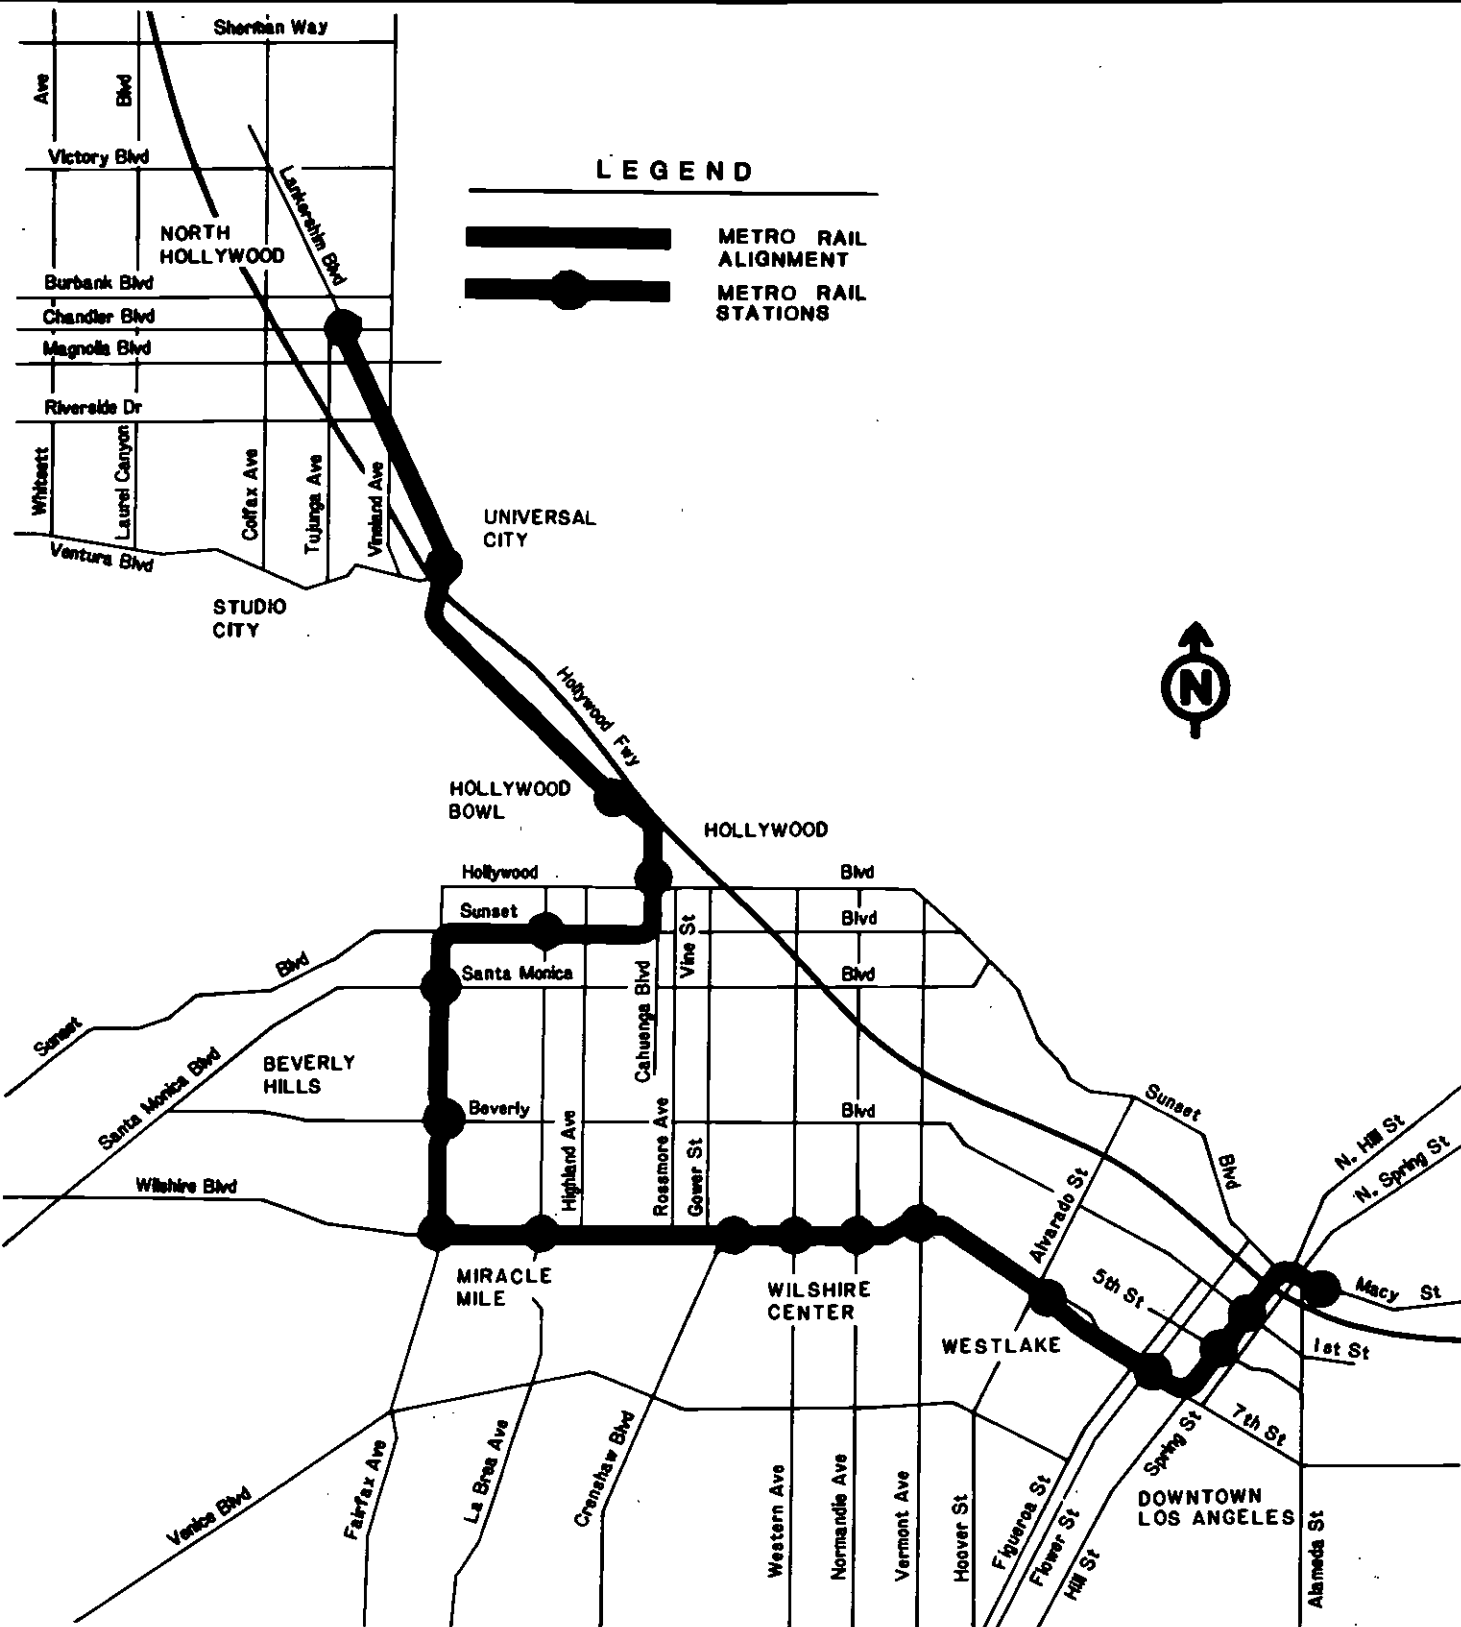 Sherman Way
Ave
Blvd
Victory Blvd
Lankershim Blvd
LEGEND
NORTH
HOLLYWOOD
METRO RAIL
ALIGNMENT
METRO RAIL
STATIONS
Burbank Blvd
Chandler Blvd
Magnolia Blvd
Riverside Dr
Whitsett
Laurel Canyon
Colfax Ave
Tujunga Ave
Vineland Ave
Ventura Blvd
UNIVERSAL
CITY
STUDIO
CITY
Hollywood Fwy
N
HOLLYWOOD
BOWL
HOLLYWOOD
Hollywood
Blvd
Sunset
Blvd
Vine St
Blvd
Santa Monica
Blvd
Cahuenga Blvd
Sunset
Santa Monica Blvd
BEVERLY
HILLS
Beverly
Blvd
Sunset
Blvd
Highland Ave
Rossmore Ave
Gower St
Alvarado St
N. Hill St
N. Spring St
Wilshire Blvd
MIRACLE
MILE
WILSHIRE
CENTER
5th St
Macy St
WESTLAKE
1st St
7th St
Spring St
Venice Blvd
Fairfax Ave
La Brea Ave
Crenshaw Blvd
Western Ave
Normandie Ave
Vermont Ave
Hoover St
Figueroa St
Flower St
Hill St
DOWNTOWN
LOS ANGELES
Alameda St